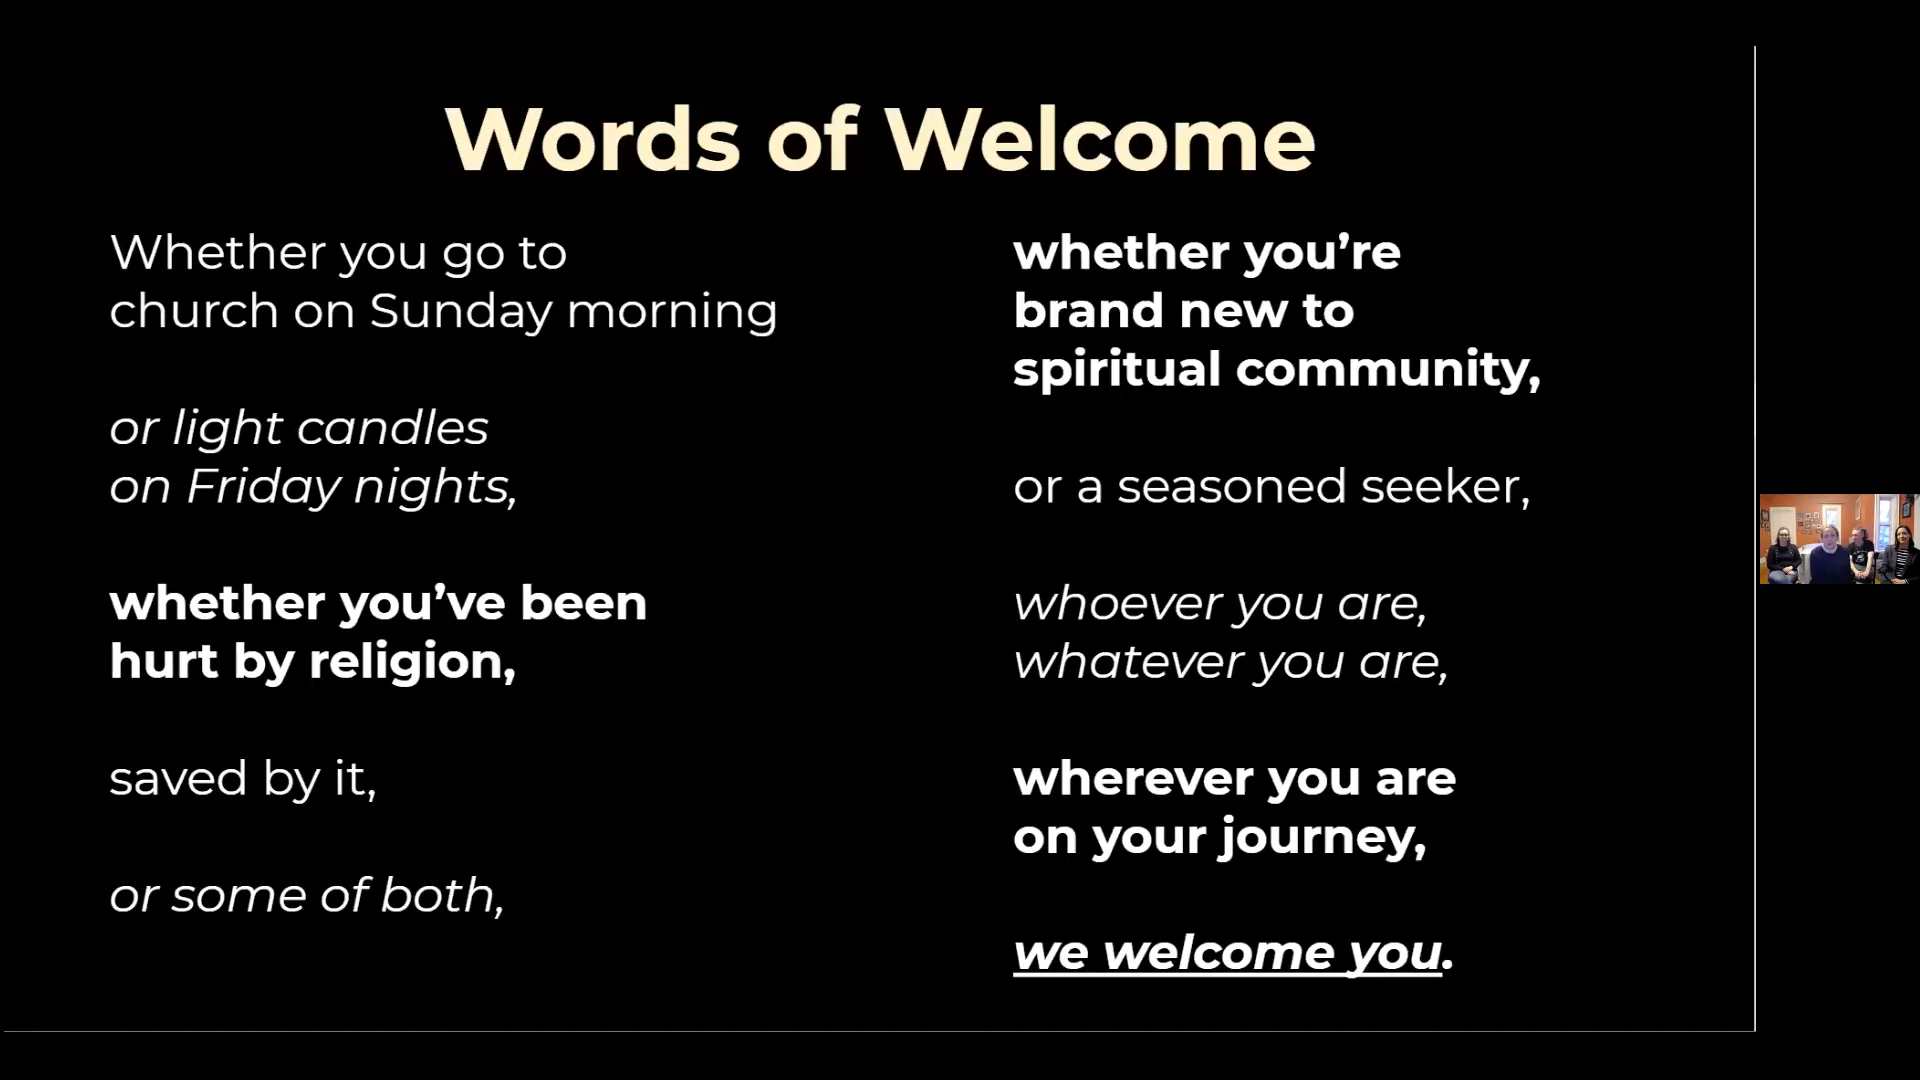 Words of Welcome
Whether you go to
church on Sunday morning
or light candles
on Friday nights,
whether you’ve been
hurt by religion,
saved by it,
or some of both,
whether you’re
brand new to
spiritual community,
or a seasoned seeker,
whoever you are,
whatever you are,
wherever you are
on your journey,
we welcome you.